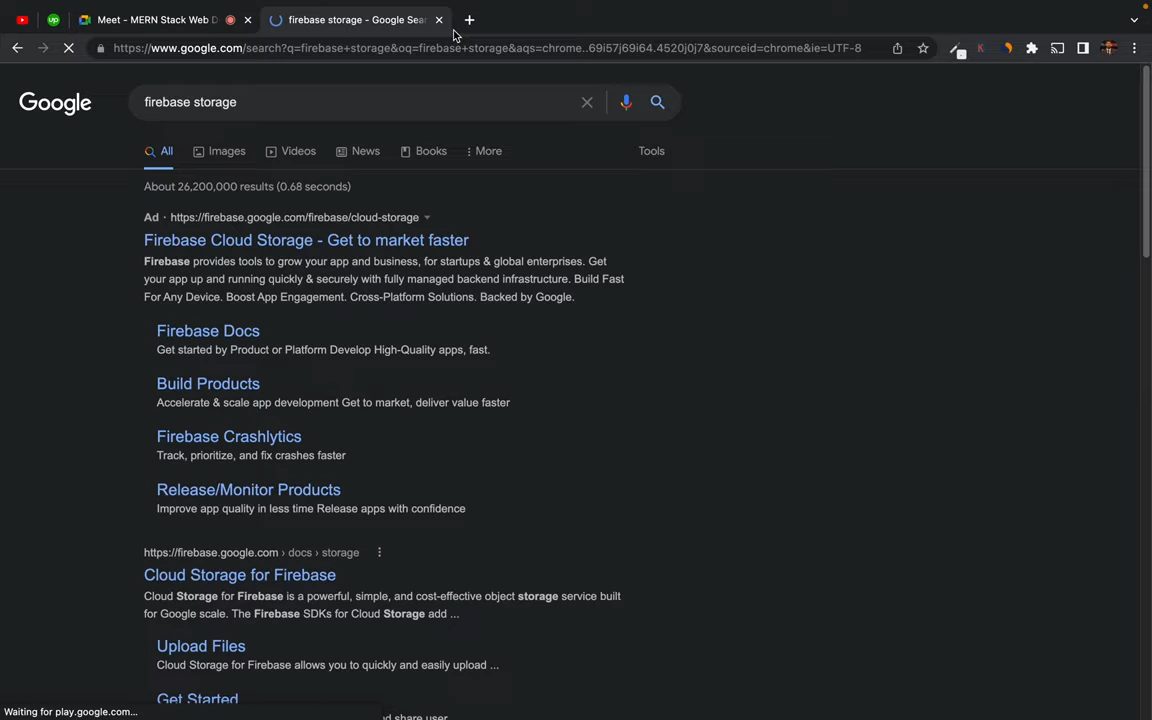 Meet - MERN Stack Web D
firebase storage - Google Sear
https://www.google.com/search?q=firebase+storage&oq=firebase+storage&aqs=chrome..69i57j69i64.4520j0j7&sourceid=chrome&ie=UTF-8
Google
firebase storage
All
Images
Videos
News
Books
More
Tools
About 26,200,000 results (0.68 seconds)
Ad · https://firebase.google.com/firebase/cloud-storage
Firebase Cloud Storage - Get to market faster
Firebase provides tools to grow your app and business, for startups & global enterprises. Get
your app up and running quickly & securely with fully managed backend infrastructure. Build Fast
For Any Device. Boost App Engagement. Cross-Platform Solutions. Backed by Google.
Firebase Docs
Get started by Product or Platform Develop High-Quality apps, fast.
Build Products
Accelerate & scale app development Get to market, deliver value faster
Firebase Crashlytics
Track, prioritize, and fix crashes faster
Release/Monitor Products
Improve app quality in less time Release apps with confidence
https://firebase.google.com › docs › storage
Cloud Storage for Firebase
Cloud Storage for Firebase is a powerful, simple, and cost-effective object storage service built
for Google scale. The Firebase SDKs for Cloud Storage add ...
Upload Files
Cloud Storage for Firebase allows you to quickly and easily upload ...
Get Started
Waiting for play.google.com...
nd share user